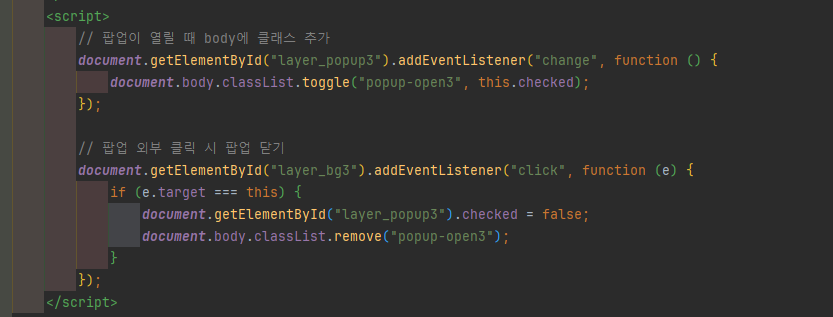 <script>
// 팝업이 열릴 때 body에 클래스 추가
document.getElementById("layer_popup3").addEventListener("change", function () {
document.body.classList.toggle("popup-open3", this.checked);
});
// 팝업 외부 클릭 시 팝업 닫기
document.getElementById("layer_bg3").addEventListener("click", function (e) {
if (e.target === this) {
document.getElementById("layer_popup3").checked = false;
document.body.classList.remove("popup-open3");
}
});
</script>